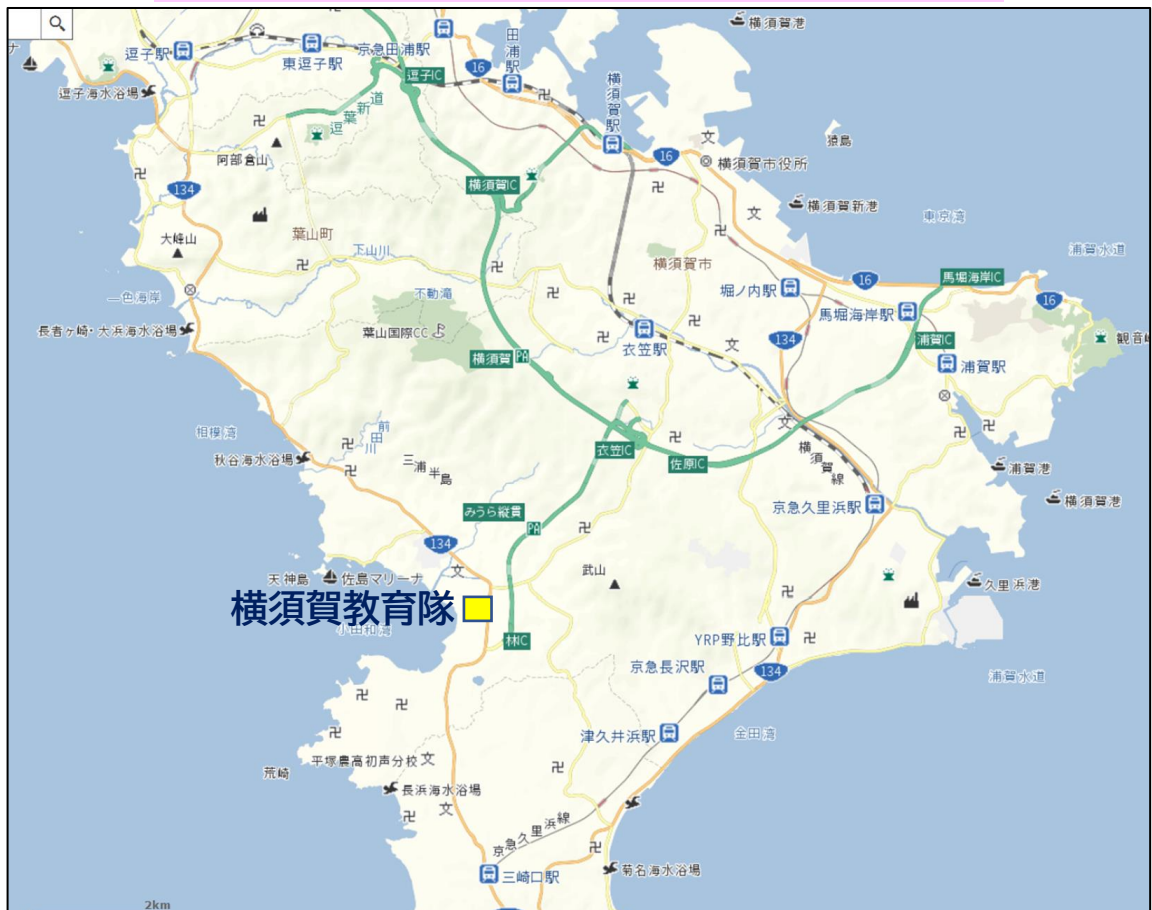 横須賀港
逗子駅
東逗子駅
京急田浦駅
田浦駅
逗子IC
16
横須賀駅
逗子海水浴場
逗葉新道
阿部倉山
134
横須賀IC
16
横須賀市役所
猿島
横須賀新港
東京湾
大峰山
葉山町
下山川
横須賀市
浦賀水道
一色海岸
不動滝
堀ノ内駅
16
馬堀海岸IC
16
長者ヶ崎・大浜海水浴場
葉山国際CC
衣笠駅
134
馬堀海岸駅
浦賀IC
横須賀 PA
浦賀駅
相模湾
前田川
秋谷海水浴場
三浦半島
衣笠IC
佐原IC
横須賀線
浦賀港
みうら縦貫 PA
京急久里浜駅
横須賀港
134
天神島
佐島マリーナ
武山
久里浜港
横須賀教育隊
小田和湾
林IC
YRP野比駅
京急長沢駅
134
浦賀水道
津久井浜駅
金田湾
平塚農高初声分校
荒崎
長浜海水浴場
京急久里浜線
三崎口駅
菊名海水浴場
2km